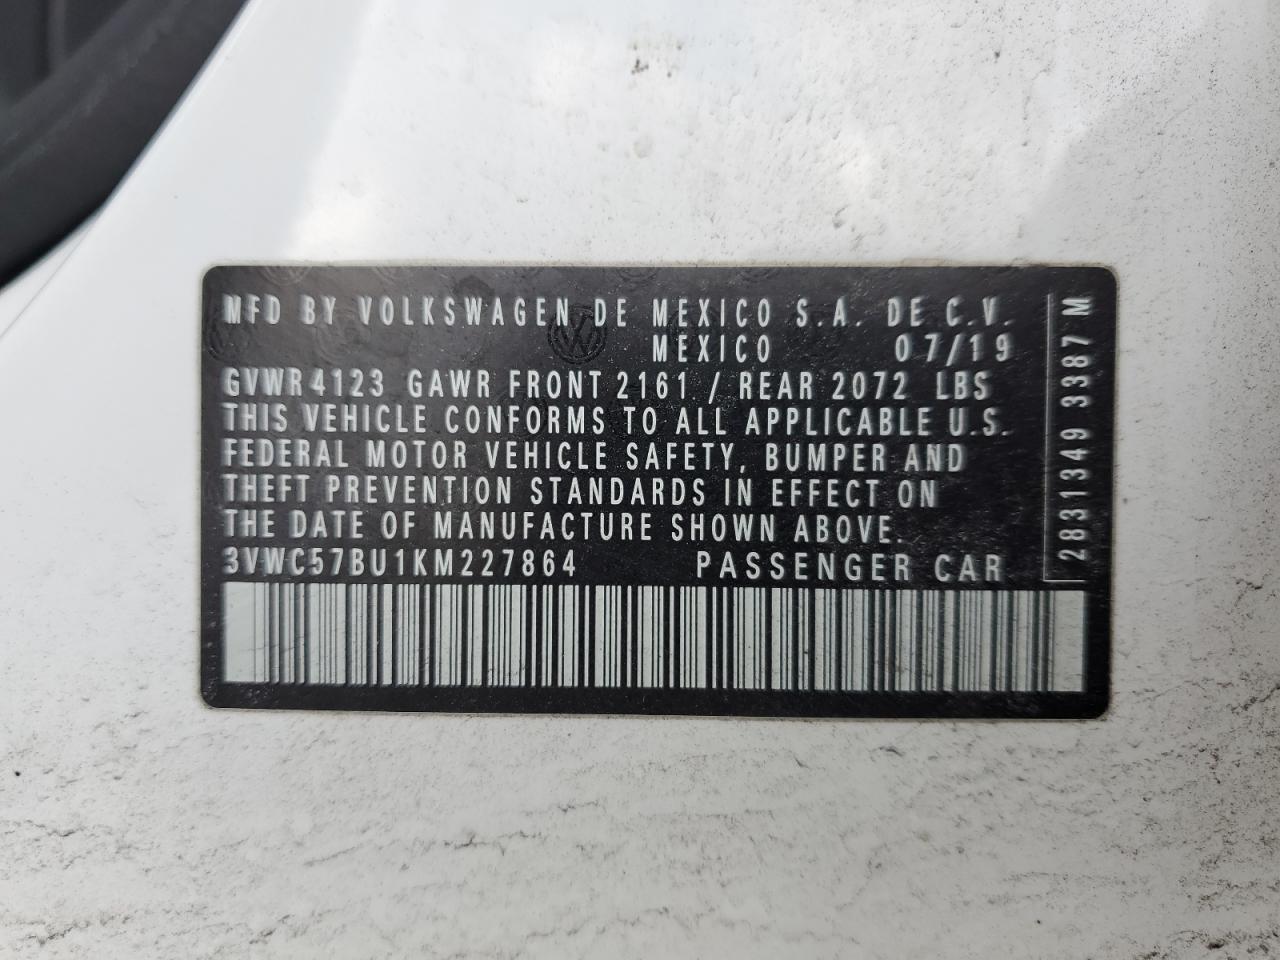 MFD BY VOLKSWAGEN DE MEXICO S.A. DE C.V.
MEXICO 07/19
GVWR 4123 GAWR FRONT 2161 / REAR 2072 LBS
THIS VEHICLE CONFORMS TO ALL APPLICABLE U.S.
FEDERAL MOTOR VEHICLE SAFETY, BUMPER AND
THEFT PREVENTION STANDARDS IN EFFECT ON
THE DATE OF MANUFACTURE SHOWN ABOVE.
3VWC57BU1KM227864 PASSENGER CAR
2831349 3387 M